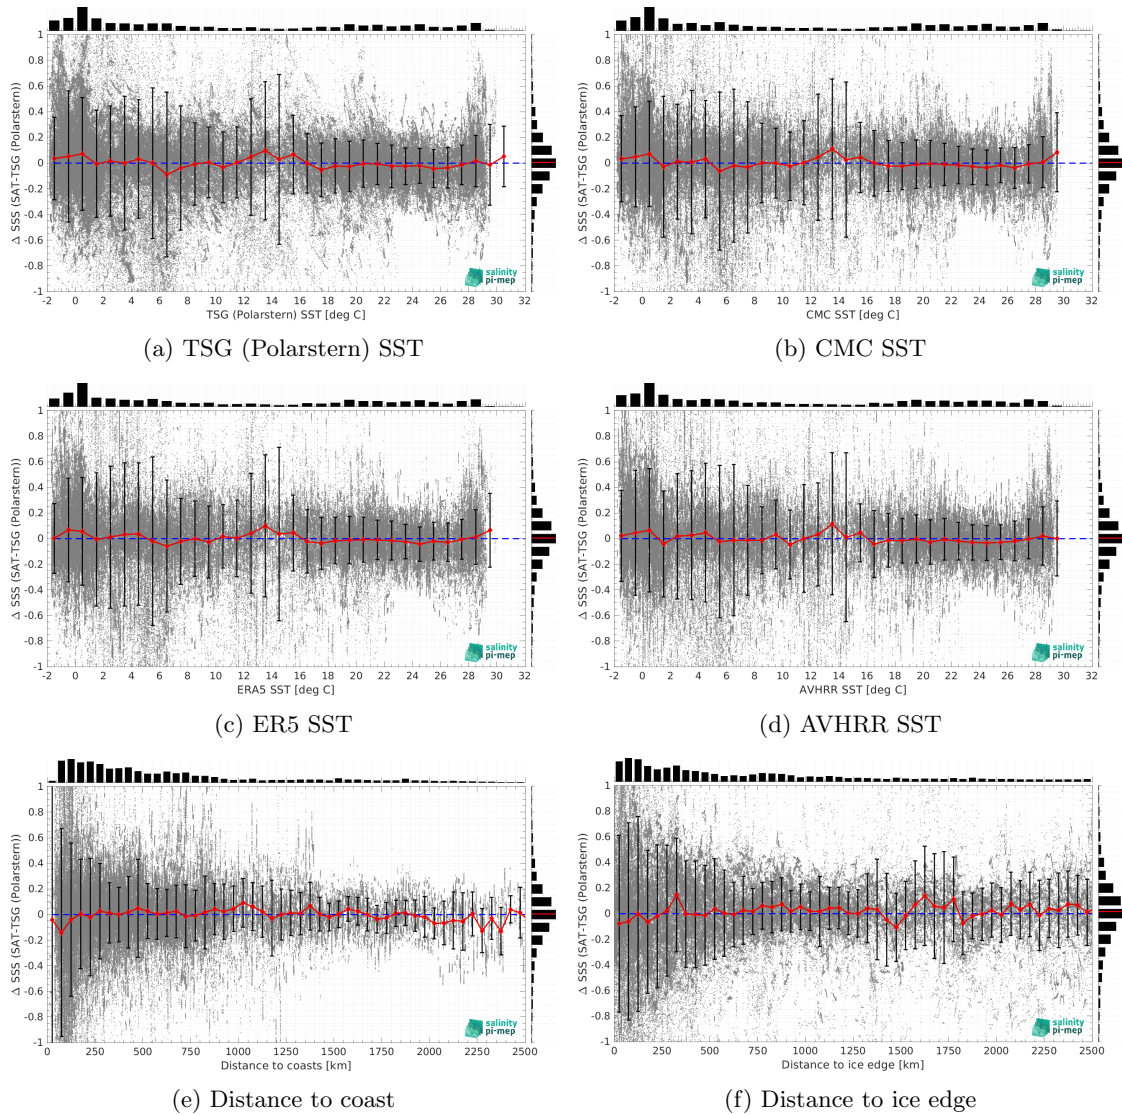 1
0.8
0.6
0.4
0.2
0
-0.2
-0.4
-0.6
-0.8
-1
Δ SSS (SAT-TSG (Polarstern))
salinity
pi-mep
-2 0 2 4 6 8 10 12 14 16 18 20 22 24 26 28 30 32
TSG (Polarstern) SST [deg C]
(a) TSG (Polarstern) SST
1
0.8
0.6
0.4
0.2
0
-0.2
-0.4
-0.6
-0.8
-1
Δ SSS (SAT-TSG (Polarstern))
salinity
pi-mep
-2 0 2 4 6 8 10 12 14 16 18 20 22 24 26 28 30 32
CMC SST [deg C]
(b) CMC SST
1
0.8
0.6
0.4
0.2
0
-0.2
-0.4
-0.6
-0.8
-1
Δ SSS (SAT-TSG (Polarstern))
salinity
pi-mep
-2 0 2 4 6 8 10 12 14 16 18 20 22 24 26 28 30 32
ERA5 SST [deg C]
(c) ER5 SST
1
0.8
0.6
0.4
0.2
0
-0.2
-0.4
-0.6
-0.8
-1
Δ SSS (SAT-TSG (Polarstern))
salinity
pi-mep
-2 0 2 4 6 8 10 12 14 16 18 20 22 24 26 28 30 32
AVHRR SST [deg C]
(d) AVHRR SST
1
0.8
0.6
0.4
0.2
0
-0.2
-0.4
-0.6
-0.8
-1
Δ SSS (SAT-TSG (Polarstern))
salinity
pi-mep
0 250 500 750 1000 1250 1500 1750 2000 2250 2500
Distance to coasts [km]
(e) Distance to coast
1
0.8
0.6
0.4
0.2
0
-0.2
-0.4
-0.6
-0.8
-1
Δ SSS (SAT-TSG (Polarstern))
salinity
pi-mep
0 250 500 750 1000 1250 1500 1750 2000 2250 2500
Distance to ice edge [km]
(f) Distance to ice edge